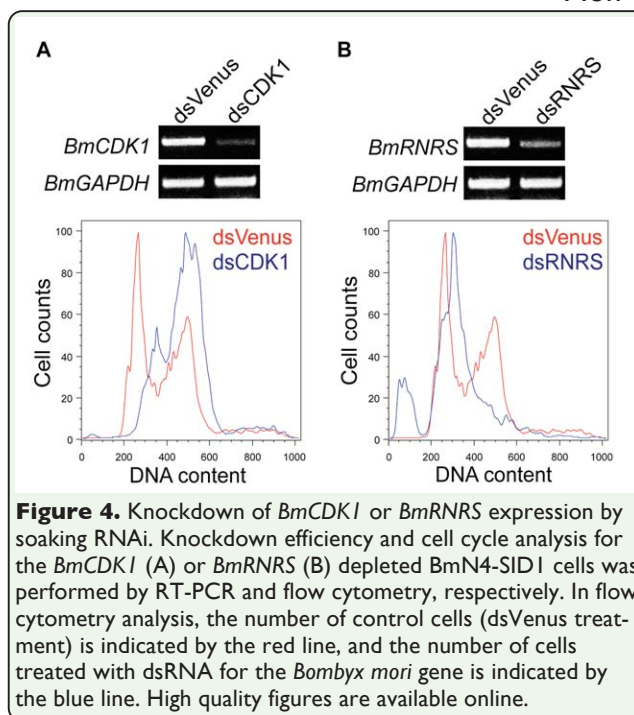 A
B
dsVenus
dsCDK1
dsVenus
dsRNRS
BmCDK1
BmRNRS
BmGAPDH
BmGAPDH
100
80
60
40
20
0
Cell counts
dsVenus
dsCDK1
0 200 400 600 800 1000
DNA content
100
80
60
40
20
0
Cell counts
dsVenus
dsRNRS
0 200 400 600 800 1000
DNA content
Figure 4. Knockdown of BmCDK1 or BmRNRS expression by
soaking RNAi. Knockdown efficiency and cell cycle analysis for
the BmCDK1 (A) or BmRNRS (B) depleted BmN4-SID1 cells was
performed by RT-PCR and flow cytometry, respectively. In flow
cytometry analysis, the number of control cells (dsVenus treat-
ment) is indicated by the red line, and the number of cells
treated with dsRNA for the Bombyx mori gene is indicated by
the blue line. High quality figures are available online.